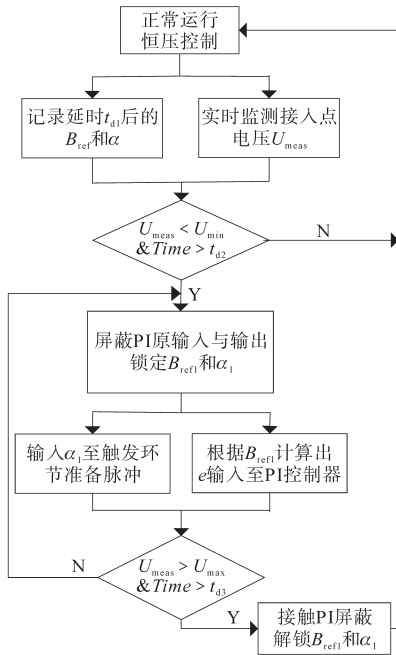 正常运行
恒压控制
记录延时td1后的
Bref和α
实时监测接入点
电压Umeas
Umeas<Umin
&Time>td2
N
Y
屏蔽PI原输入与输出
锁定Bref1和α1
输入α1至触发环
节准备脉冲
根据Bref1计算出
e输入至PI控制器
Umeas>Umax
&Time>td3
N
Y
接触PI屏蔽
解锁Bref1和α1